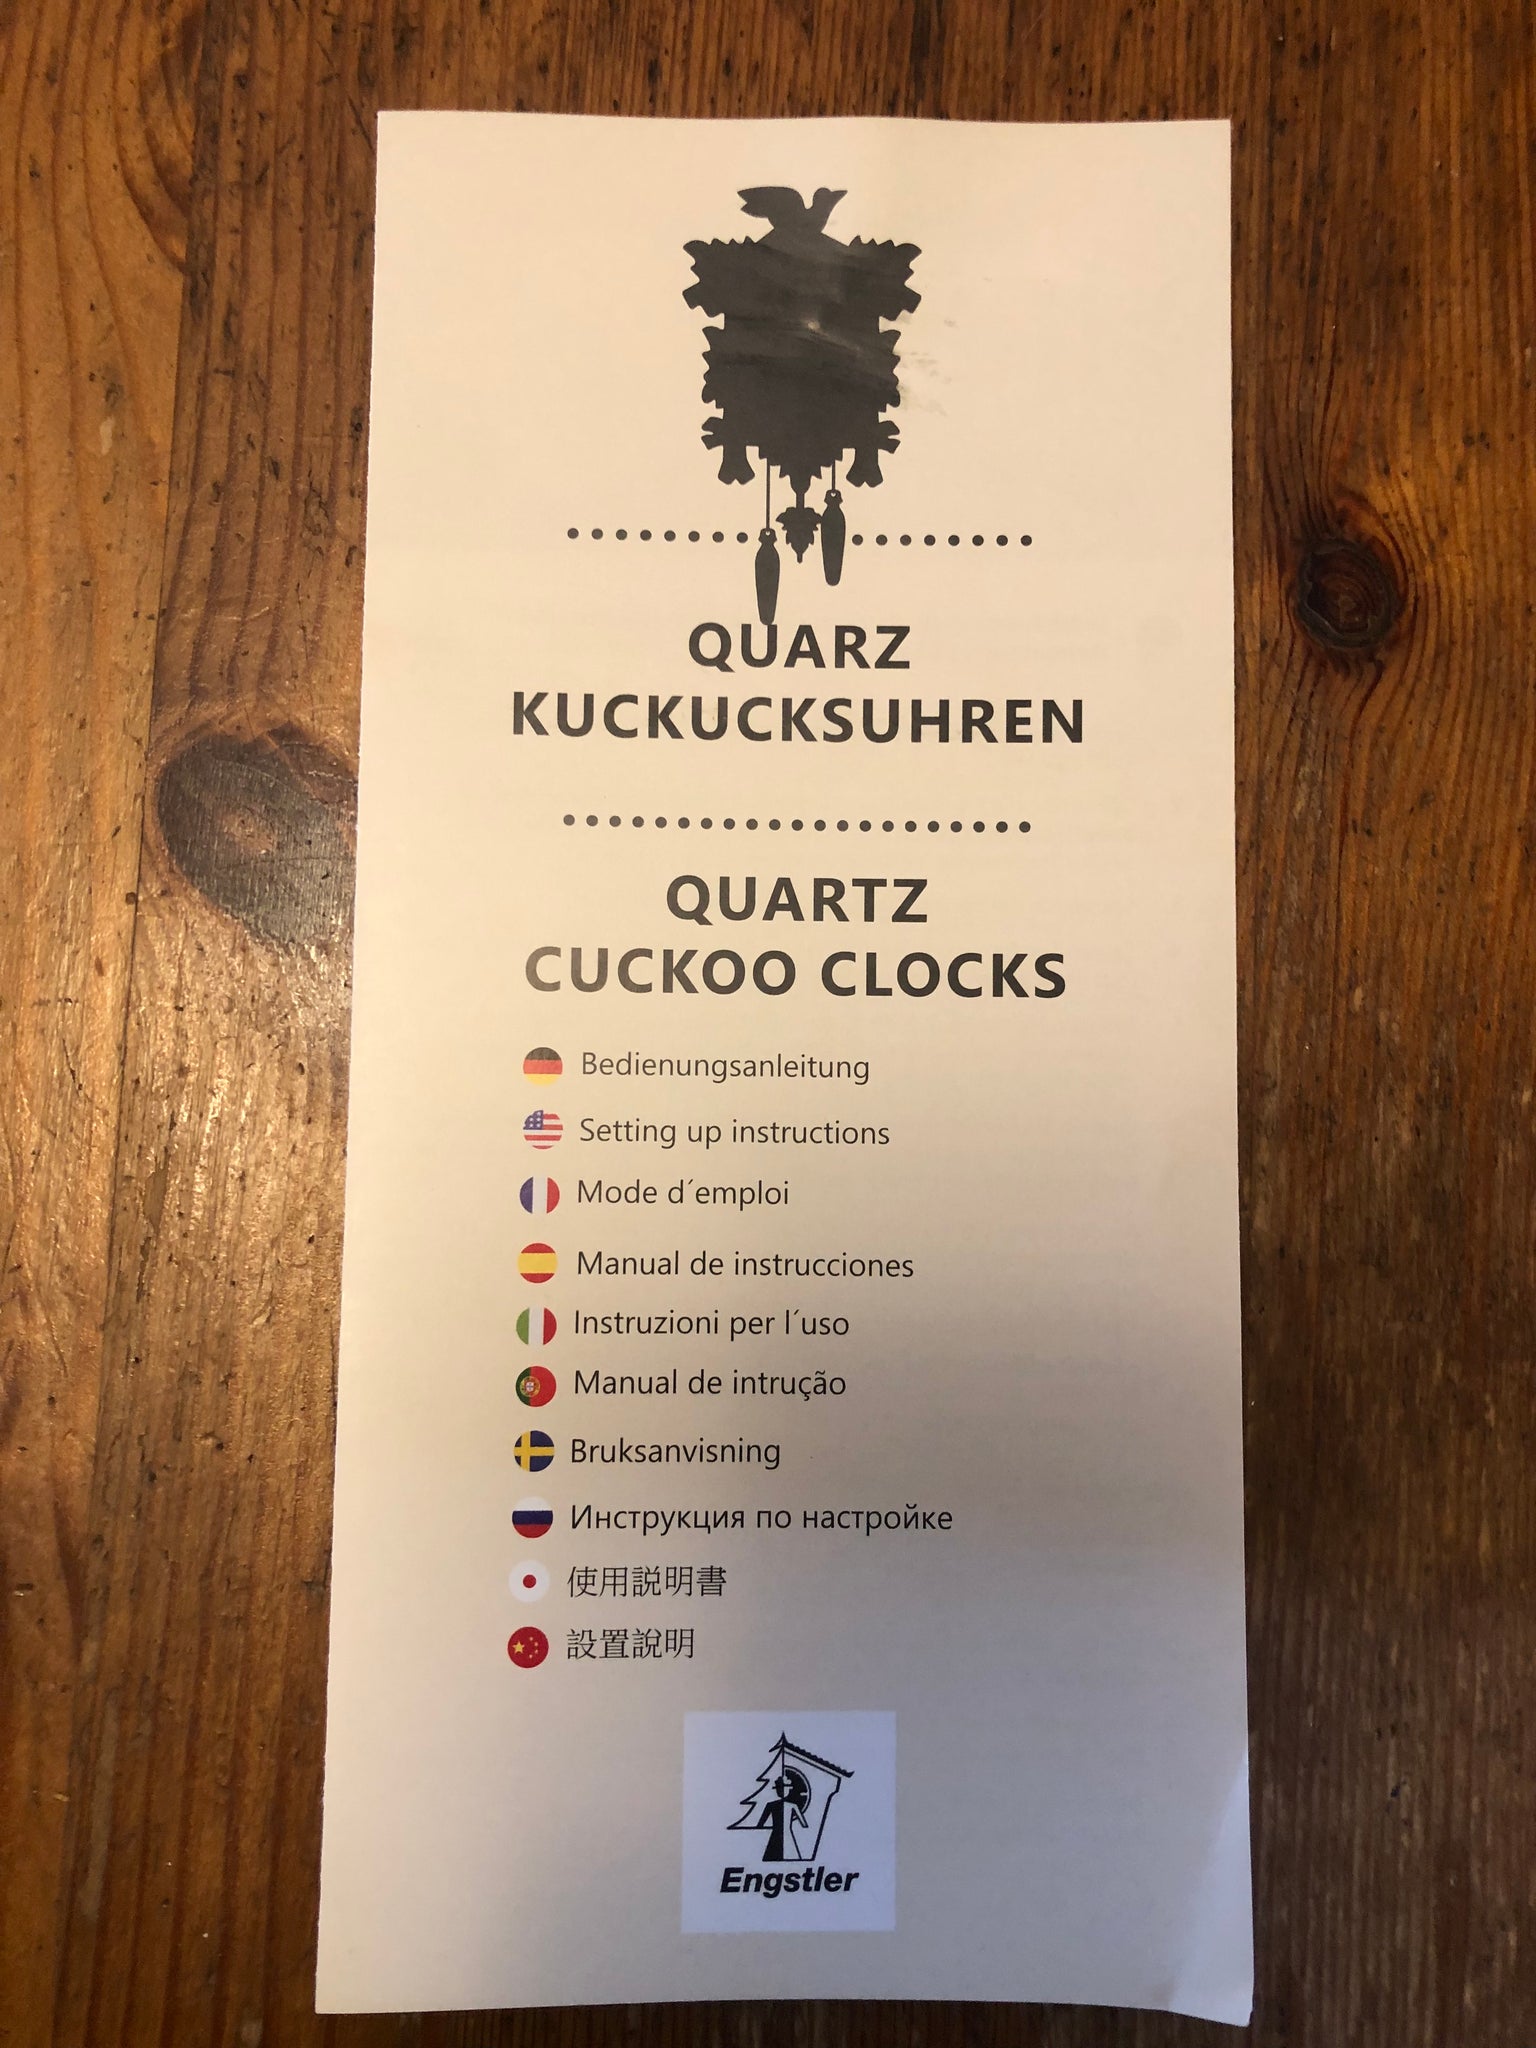 QUARZ
KUCKUCKSUHREN
QUARTZ
CUCKOO CLOCKS
Bedienungsanleitung
Setting up instructions
Mode d´emploi
Manual de instrucciones
Instruzioni per l´uso
Manual de intrução
Bruksanvisning
Инструкция по настройке
使用説明書
設置說明
Engstler